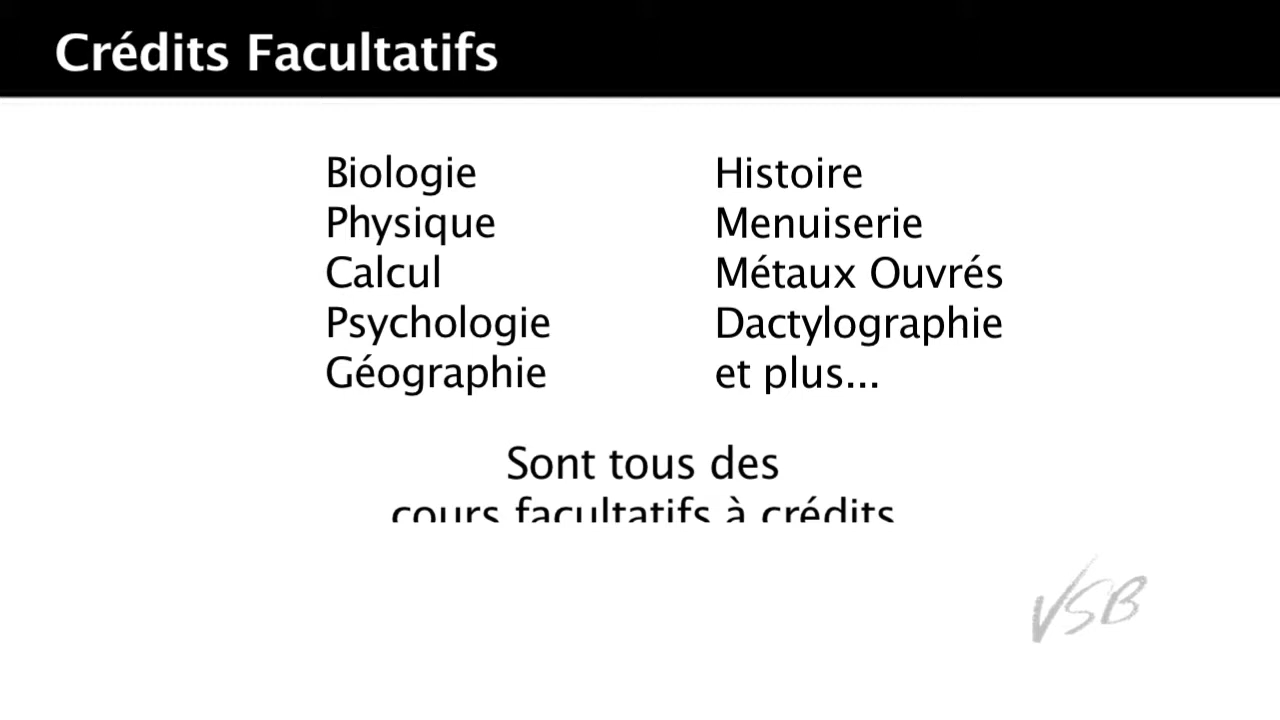 Crédits Facultatifs
Biologie
Physique
Calcul
Psychologie
Géographie
Histoire
Menuiserie
Métaux Ouvrés
Dactylographie
et plus...
Sont tous des
cours facultatifs à crédits
VSB